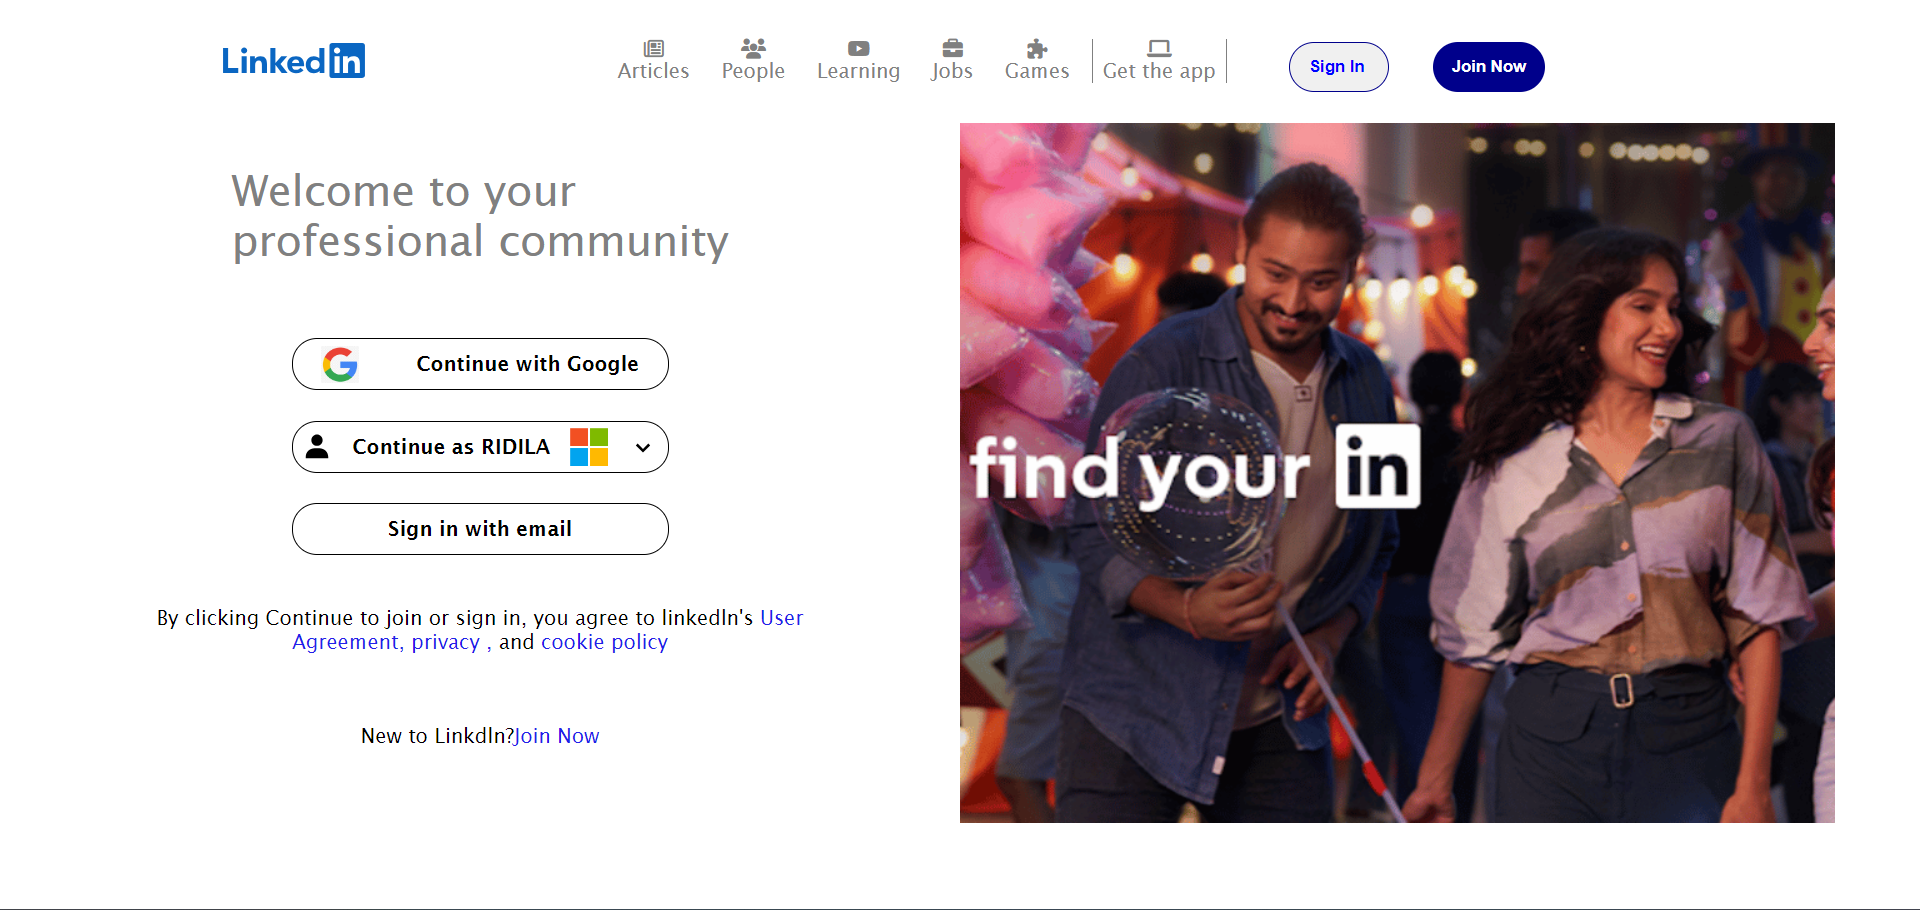 Linkedin
Articles
People
Learning
Jobs
Games
Get the app
Sign In
Join Now
Welcome to your
professional community
Continue with Google
Continue as RIDILA
Sign in with email
By clicking Continue to join or sign in, you agree to linkedIn's User
Agreement, privacy , and cookie policy
New to LinkdIn?Join Now
find your in